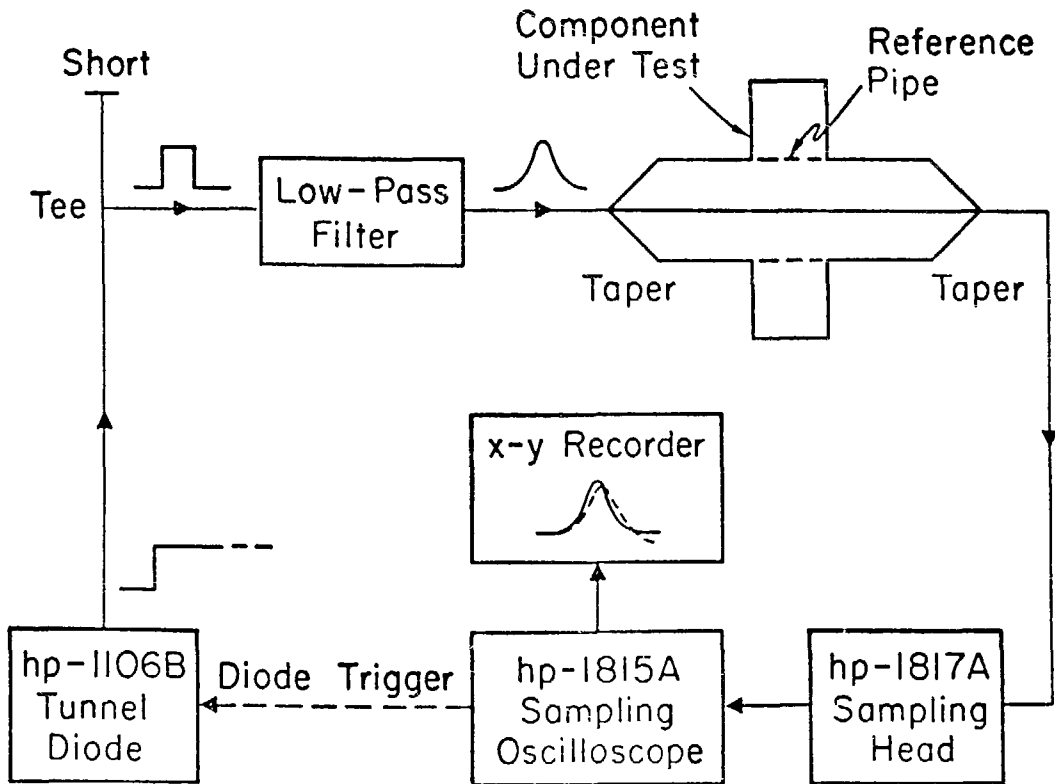 Short
Component
Under Test
Reference
Pipe
Tee
Low-Pass
Filter
Taper
Taper
x-y Recorder
hp-1106B
Tunnel
Diode
Diode Trigger
hp-1815A
Sampling
Oscilloscope
hp-1817A
Sampling
Head